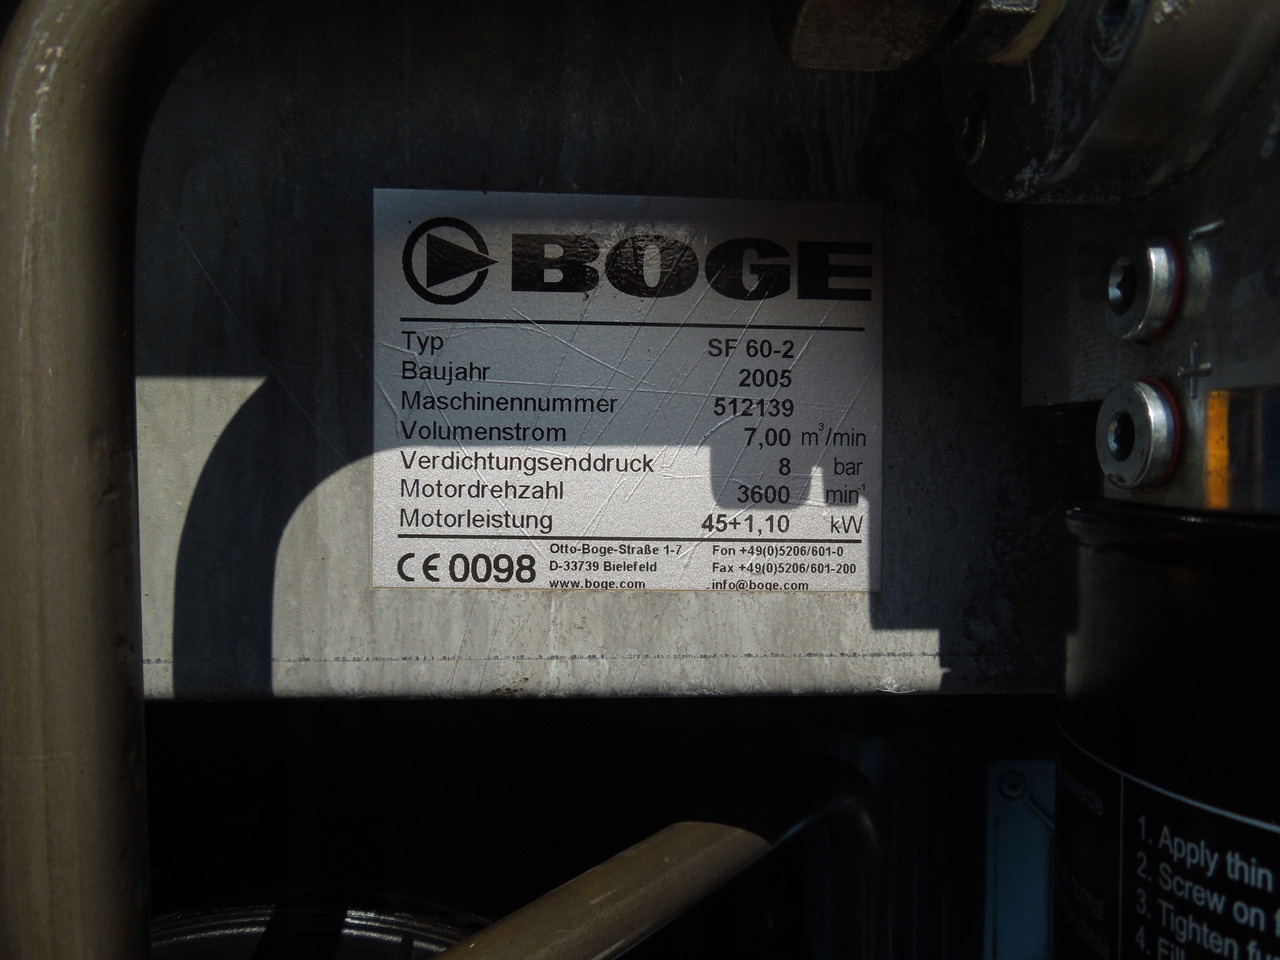 BOGE
Typ SF 60-2
Baujahr 2005
Maschinennummer 512139
Volumenstrom 7,00 m³/min
Verdichtungsenddruck 8 bar
Motordrehzahl 3600 min⁻¹
Motorleistung 45+1,10 kW
CE 0098
Otto-Boge-Straße 1-7 Fon +49(0)5206/601-0
D-33739 Bielefeld Fax +49(0)5206/601-200
www.boge.com info@boge.com
1. Apply thin
2. Screw on
3. Tighten
4. Fill